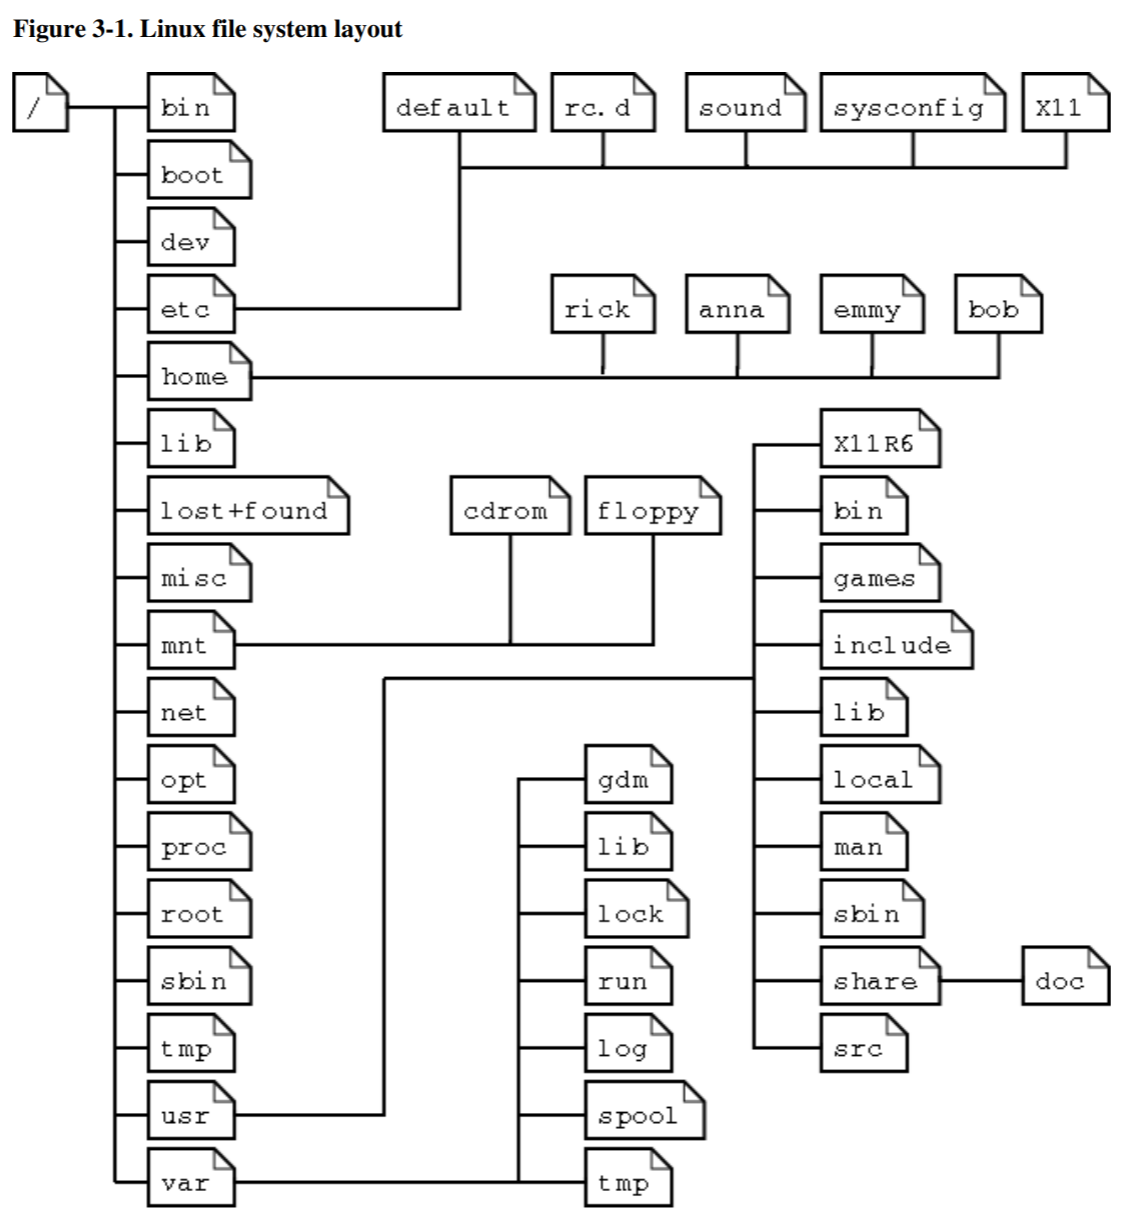 Figure 3-1. Linux file system layout
/ bin default rc.d sound sysconfig X11
boot
dev
etc rick anna emmy bob
home
lib X11R6
lost+found cdrom floppy bin
misc games
mnt include
net lib
opt gdm local
proc lib man
root lock sbin
sbin run share doc
tmp log src
usr spool
var tmp